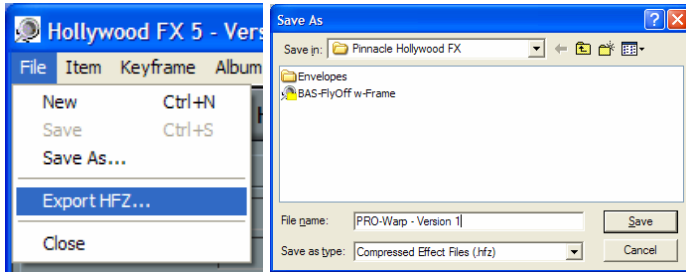 Hollywood FX 5 - Vers
File Item Keyframe Album
New Ctrl+N
Save Ctrl+S
Save As...
Export HFZ...
Close
Save As
Save in: Pinnacle Hollywood FX
Envelopes
BAS-FlyOff w-Frame
File name: PRO-Warp - Version 1
Save
Save as type: Compressed Effect Files (.hfz)
Cancel